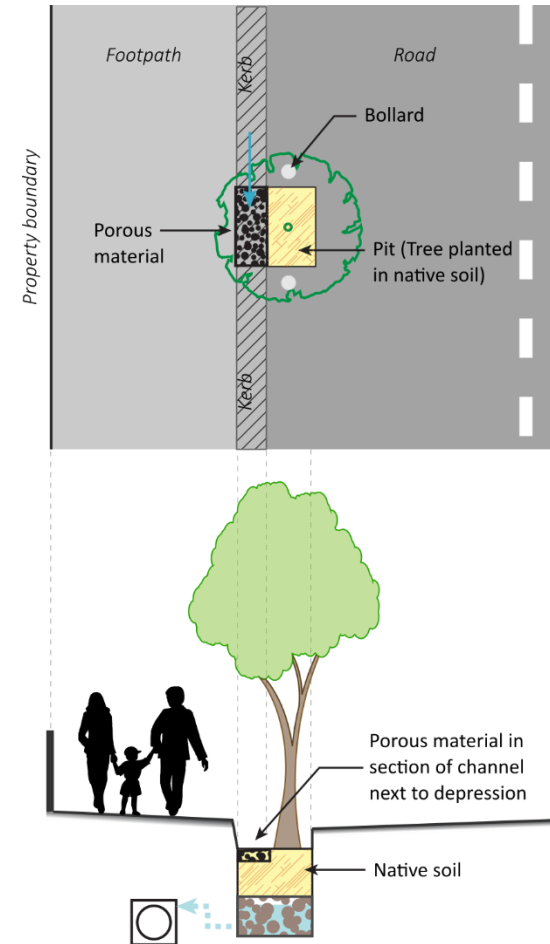 Footpath
Road
Kerb
Bollard
Property boundary
Porous
material
Pit (Tree planted
in native soil)
Kerb
Porous material in
section of channel
next to depression
Native soil